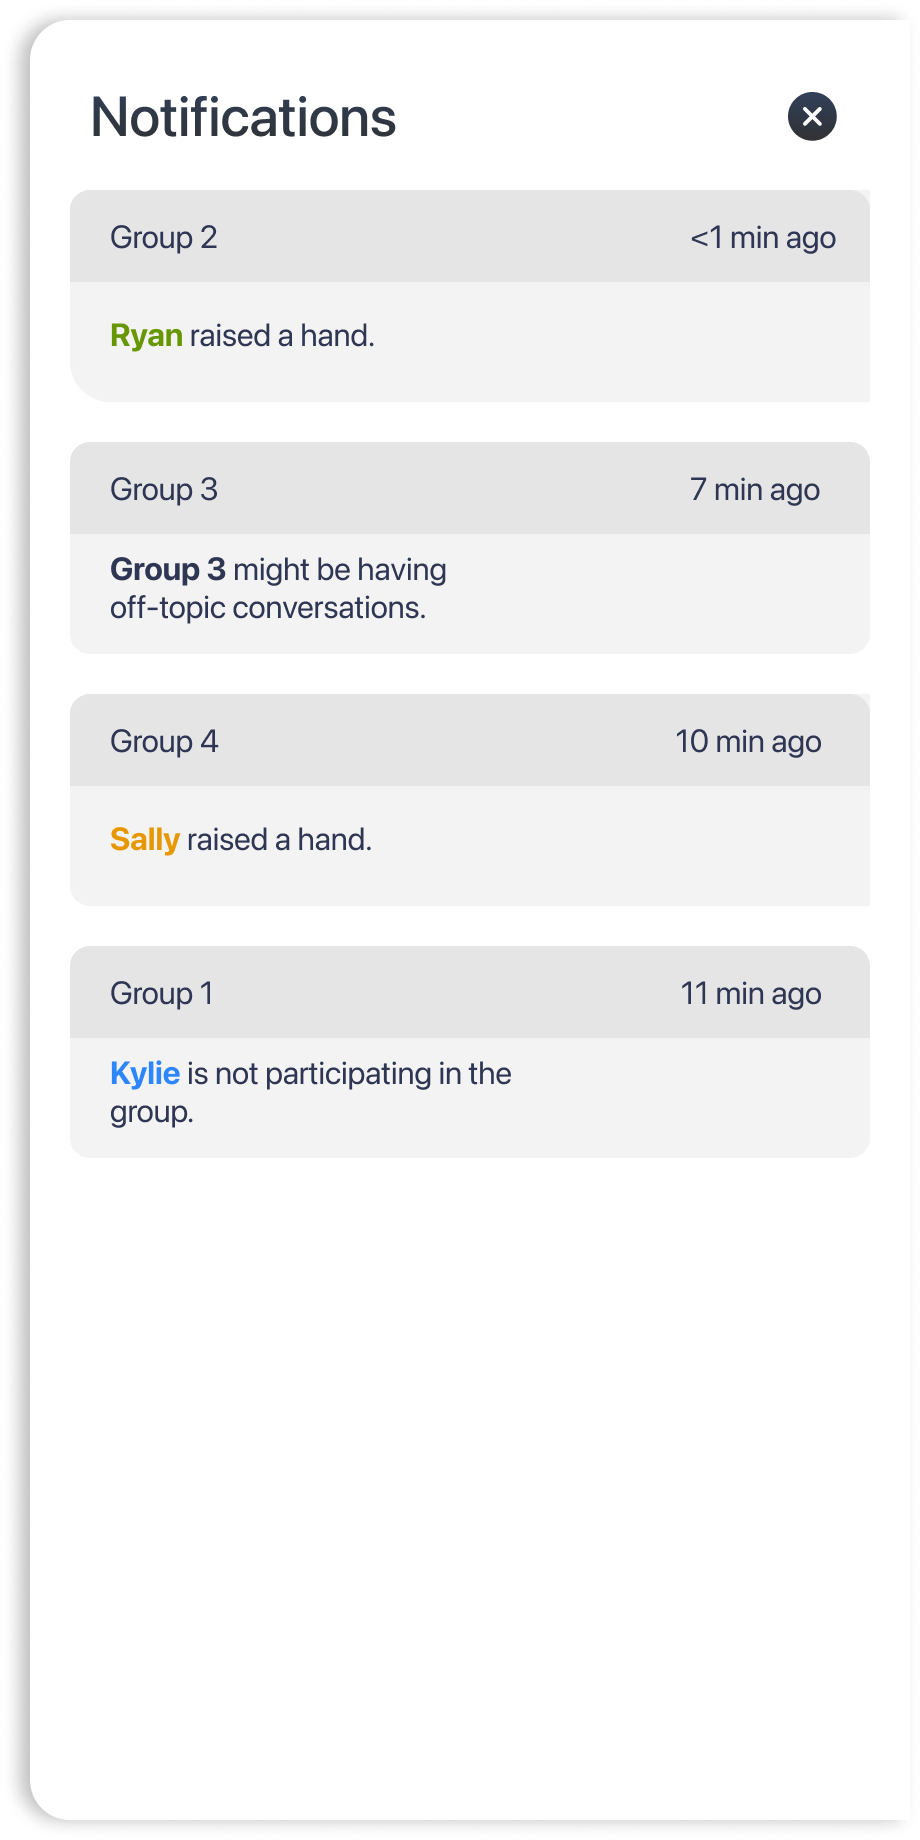 Notifications
Group 2 <1 min ago
Ryan raised a hand.
Group 3 7 min ago
Group 3 might be having
off-topic conversations.
Group 4 10 min ago
Sally raised a hand.
Group 1 11 min ago
Kylie is not participating in the
group.